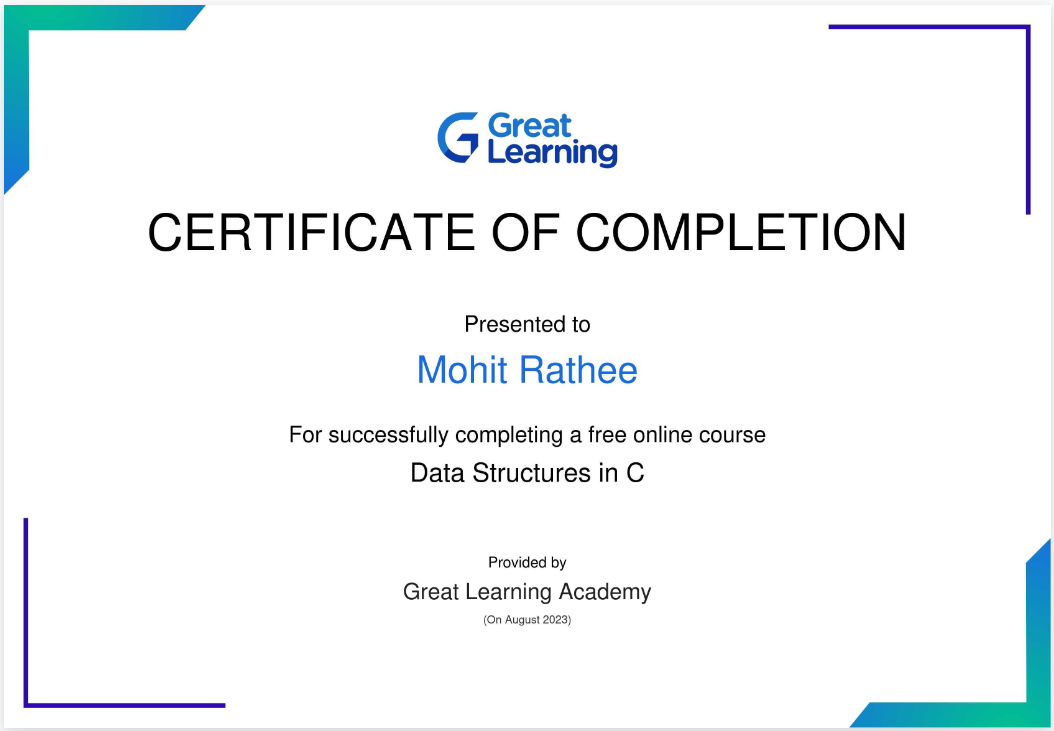 Great
Learning
CERTIFICATE OF COMPLETION
Presented to
Mohit Rathee
For successfully completing a free online course
Data Structures in C
Provided by
Great Learning Academy
(On August 2023)